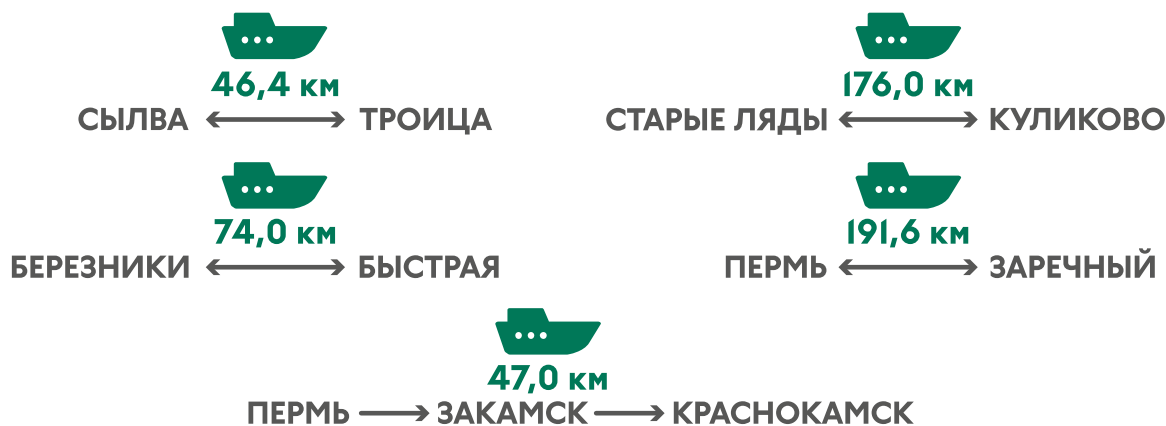 46,4 км
СЫЛВА ТРОИЦА
176,0 км
СТАРЫЕ ЛЯДЫ КУЛИКОВО
74,0 км
БЕРЕЗНИКИ БЫСТРАЯ
191,6 км
ПЕРМЬ ЗАРЕЧНЫЙ
47,0 км
ПЕРМЬ ЗАКАМСК КРАСНОКАМСК